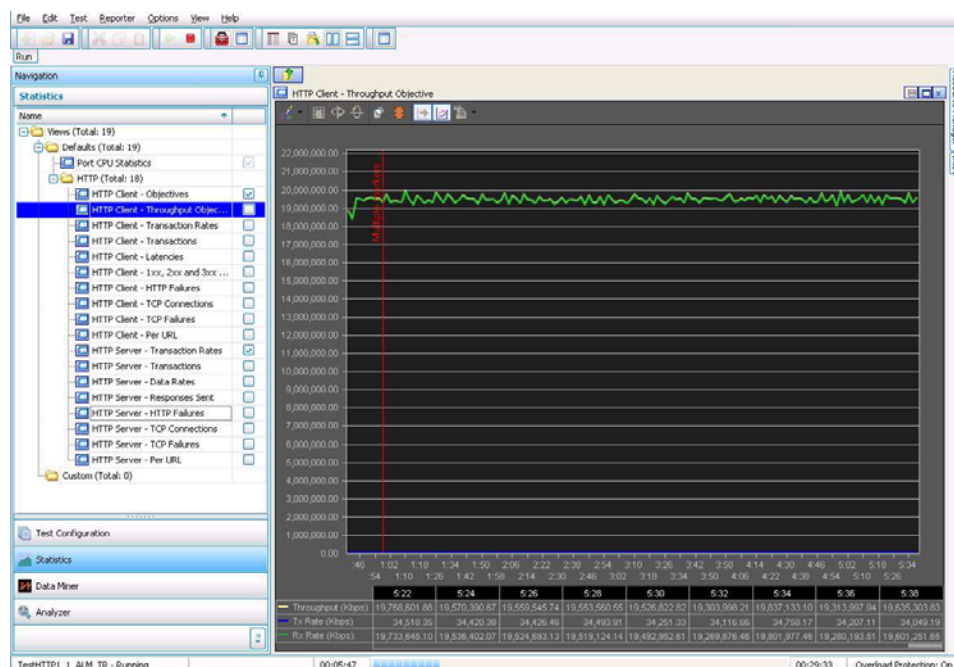 File Edit Test Reporter Options View Help
Run
Navigation
Statistics
Name
Views (Total: 19)
Defaults (Total: 19)
Port CPU Statistics
HTTP (Total: 18)
HTTP Client - Objectives
HTTP Client - Throughput Objec...
HTTP Client - Transaction Rates
HTTP Client - Transactions
HTTP Client - Latencies
HTTP Client - 1xx, 2xx and 3xx ...
HTTP Client - HTTP Failures
HTTP Client - TCP Connections
HTTP Client - TCP Failures
HTTP Client - Per URL
HTTP Server - Transaction Rates
HTTP Server - Transactions
HTTP Server - Data Rates
HTTP Server - Responses Sent
HTTP Server - HTTP Failures
HTTP Server - TCP Connections
HTTP Server - TCP Failures
HTTP Server - Per URL
Custom (Total: 0)
Test Configuration
Statistics
Data Miner
Analyzer
HTTP Client - Throughput Objective
22,000,000.00
21,000,000.00
20,000,000.00
19,000,000.00
18,000,000.00
17,000,000.00
16,000,000.00
15,000,000.00
14,000,000.00
13,000,000.00
12,000,000.00
11,000,000.00
10,000,000.00
9,000,000.00
8,000,000.00
7,000,000.00
6,000,000.00
5,000,000.00
4,000,000.00
3,000,000.00
2,000,000.00
1,000,000.00
0.00
Multiple Markers
:46 1:02 1:18 1:34 1:50 2:06 2:22 2:38 2:54 3:10 3:26 3:42 3:58 4:14 4:30 4:46 5:02 5:18 5:34
:54 1:10 1:26 1:42 1:58 2:14 2:30 2:46 3:02 3:18 3:34 3:50 4:06 4:22 4:38 4:54 5:10 5:26
5:22 5:24 5:26 5:28 5:30 5:32 5:34 5:36 5:38
Throughput (Kbps) 19,768,601.88 19,570,390.67 19,559,545.74 19,553,560.55 19,526,822.82 19,303,998.21 19,837,133.10 19,313,997.94 19,635,303.83
Tx Rate (Kbps) 34,518.35 34,420.39 34,426.46 34,493.91 34,251.33 34,116.66 34,750.17 34,207.11 34,049.19
Rx Rate (Kbps) 19,733,845.10 19,536,402.07 19,524,693.13 19,519,124.14 19,492,952.61 19,269,876.46 19,801,977.46 19,280,193.51 19,601,251.65
TestHTTP1_1_ALM_TP - Running 00:05:47 00:29:33 Overload Protection: On